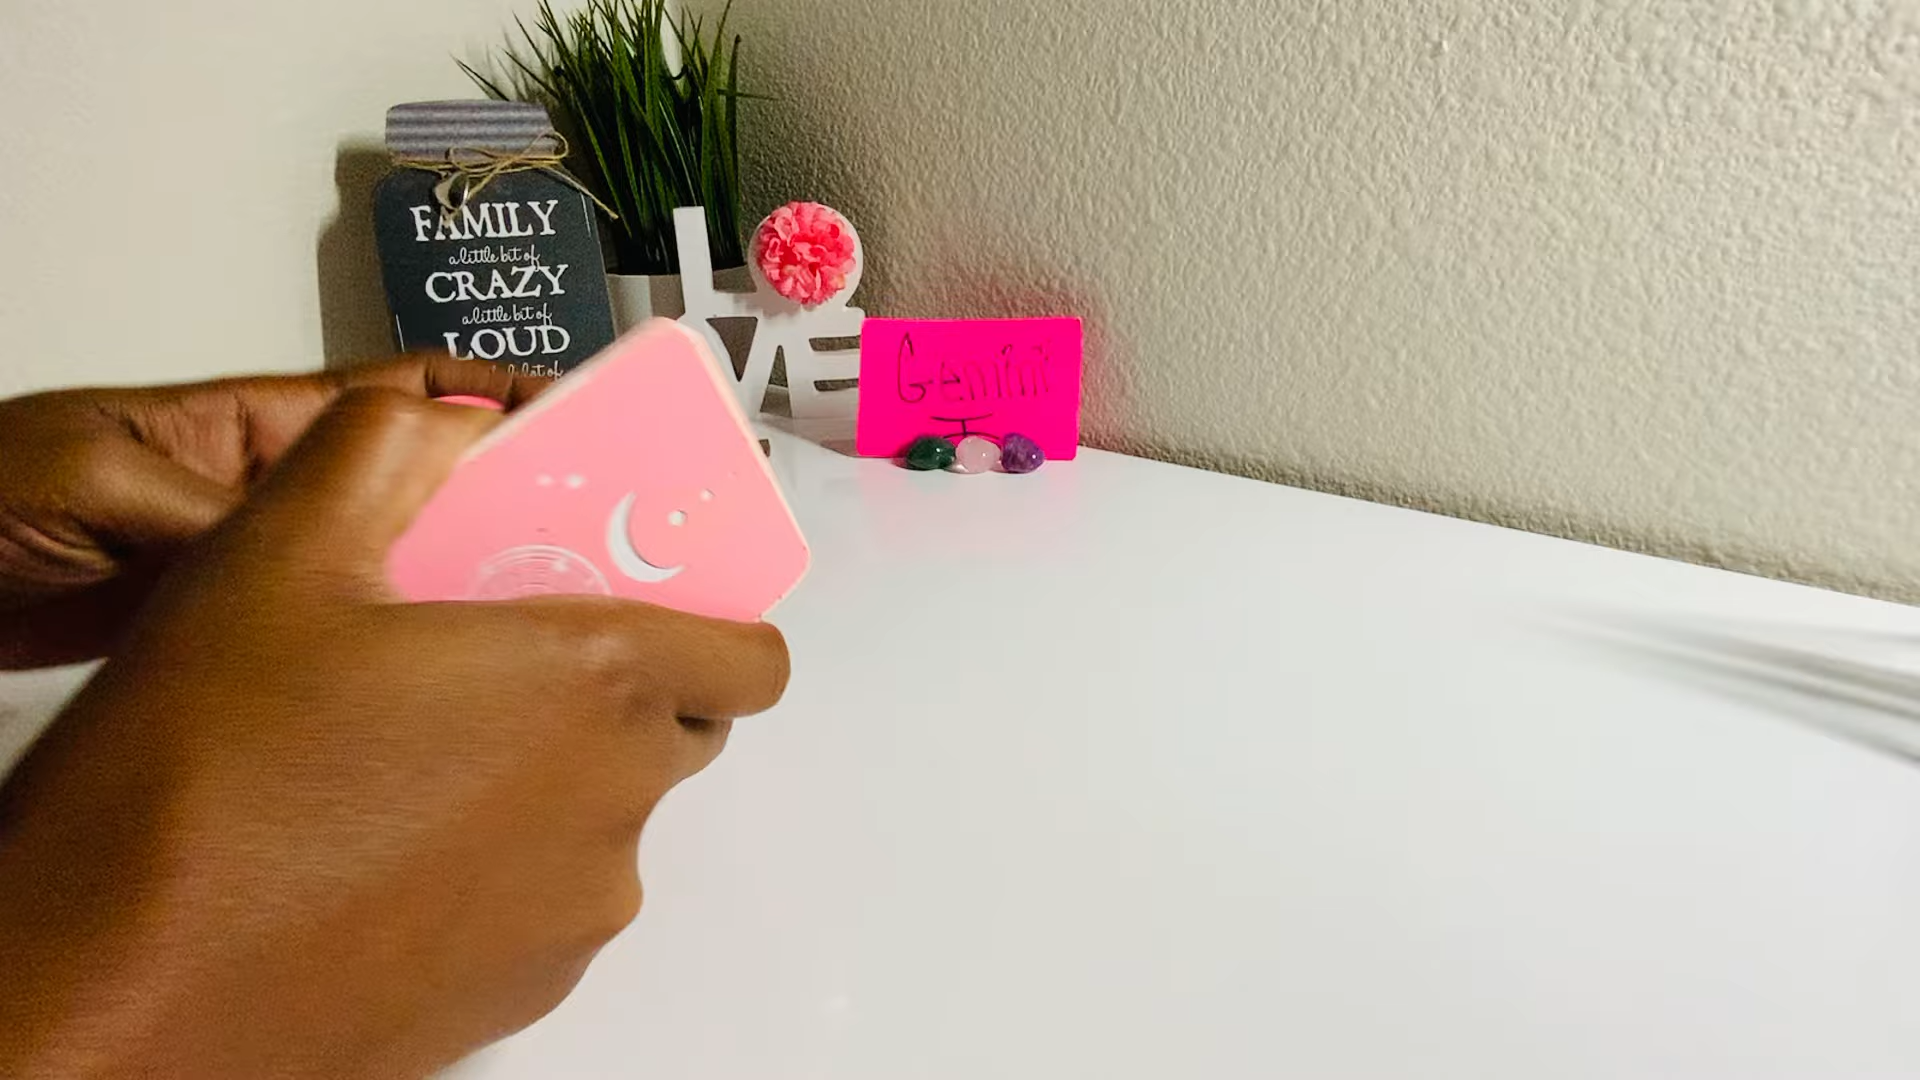 FAMILY
a little bit of
CRAZY
a little bit of
LOUD
LOVE
Gemini